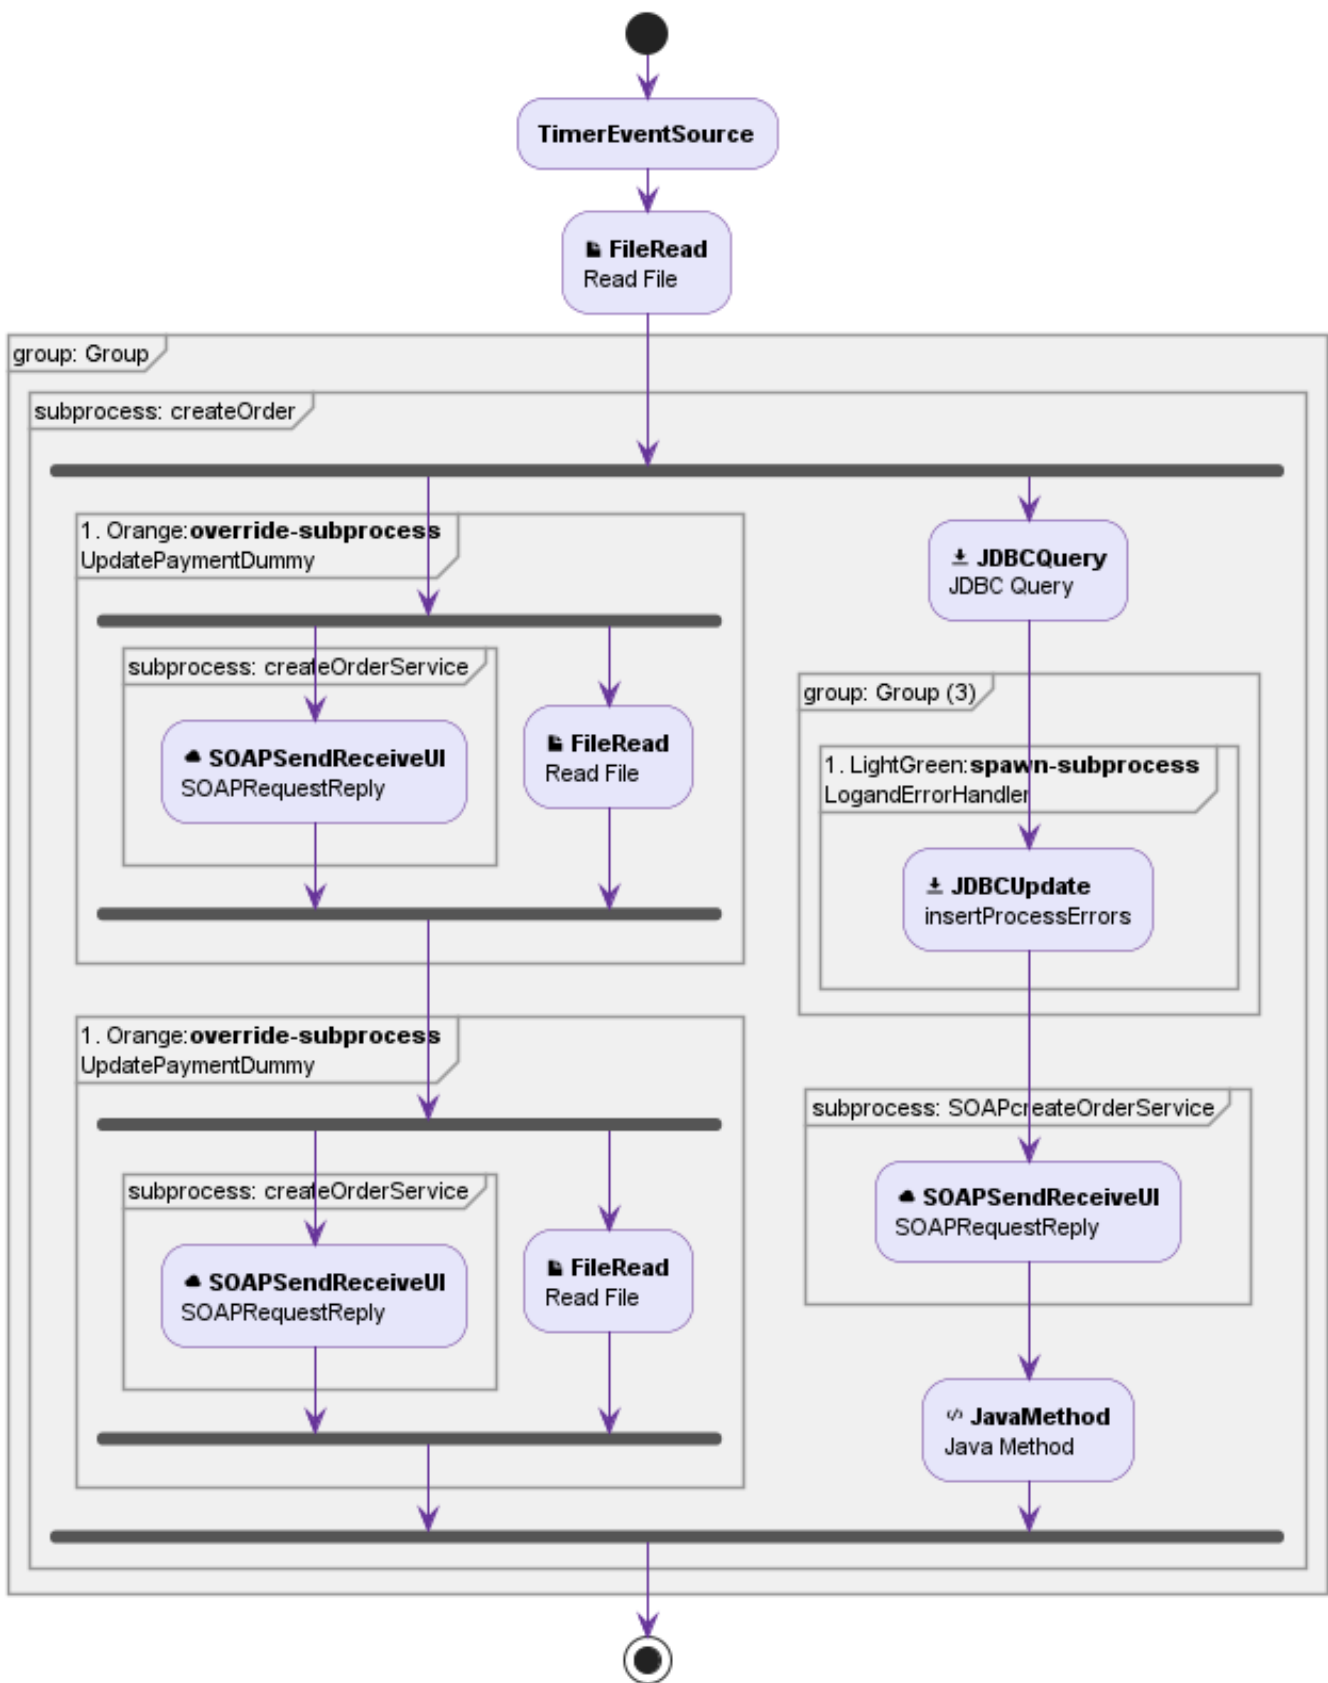 TimerEventSource
FileRead
Read File
group: Group
subprocess: createOrder
1. Orange:override-subprocess
UpdatePaymentDummy
subprocess: createOrderService
SOAPSendReceiveUI
SOAPRequestReply
FileRead
Read File
1. Orange:override-subprocess
UpdatePaymentDummy
subprocess: createOrderService
SOAPSendReceiveUI
SOAPRequestReply
FileRead
Read File
JDBCQuery
JDBC Query
group: Group (3)
1. LightGreen:spawn-subprocess
LogandErrorHandler
JDBCUpdate
insertProcessErrors
subprocess: SOAPcreateOrderService
SOAPSendReceiveUI
SOAPRequestReply
JavaMethod
Java Method